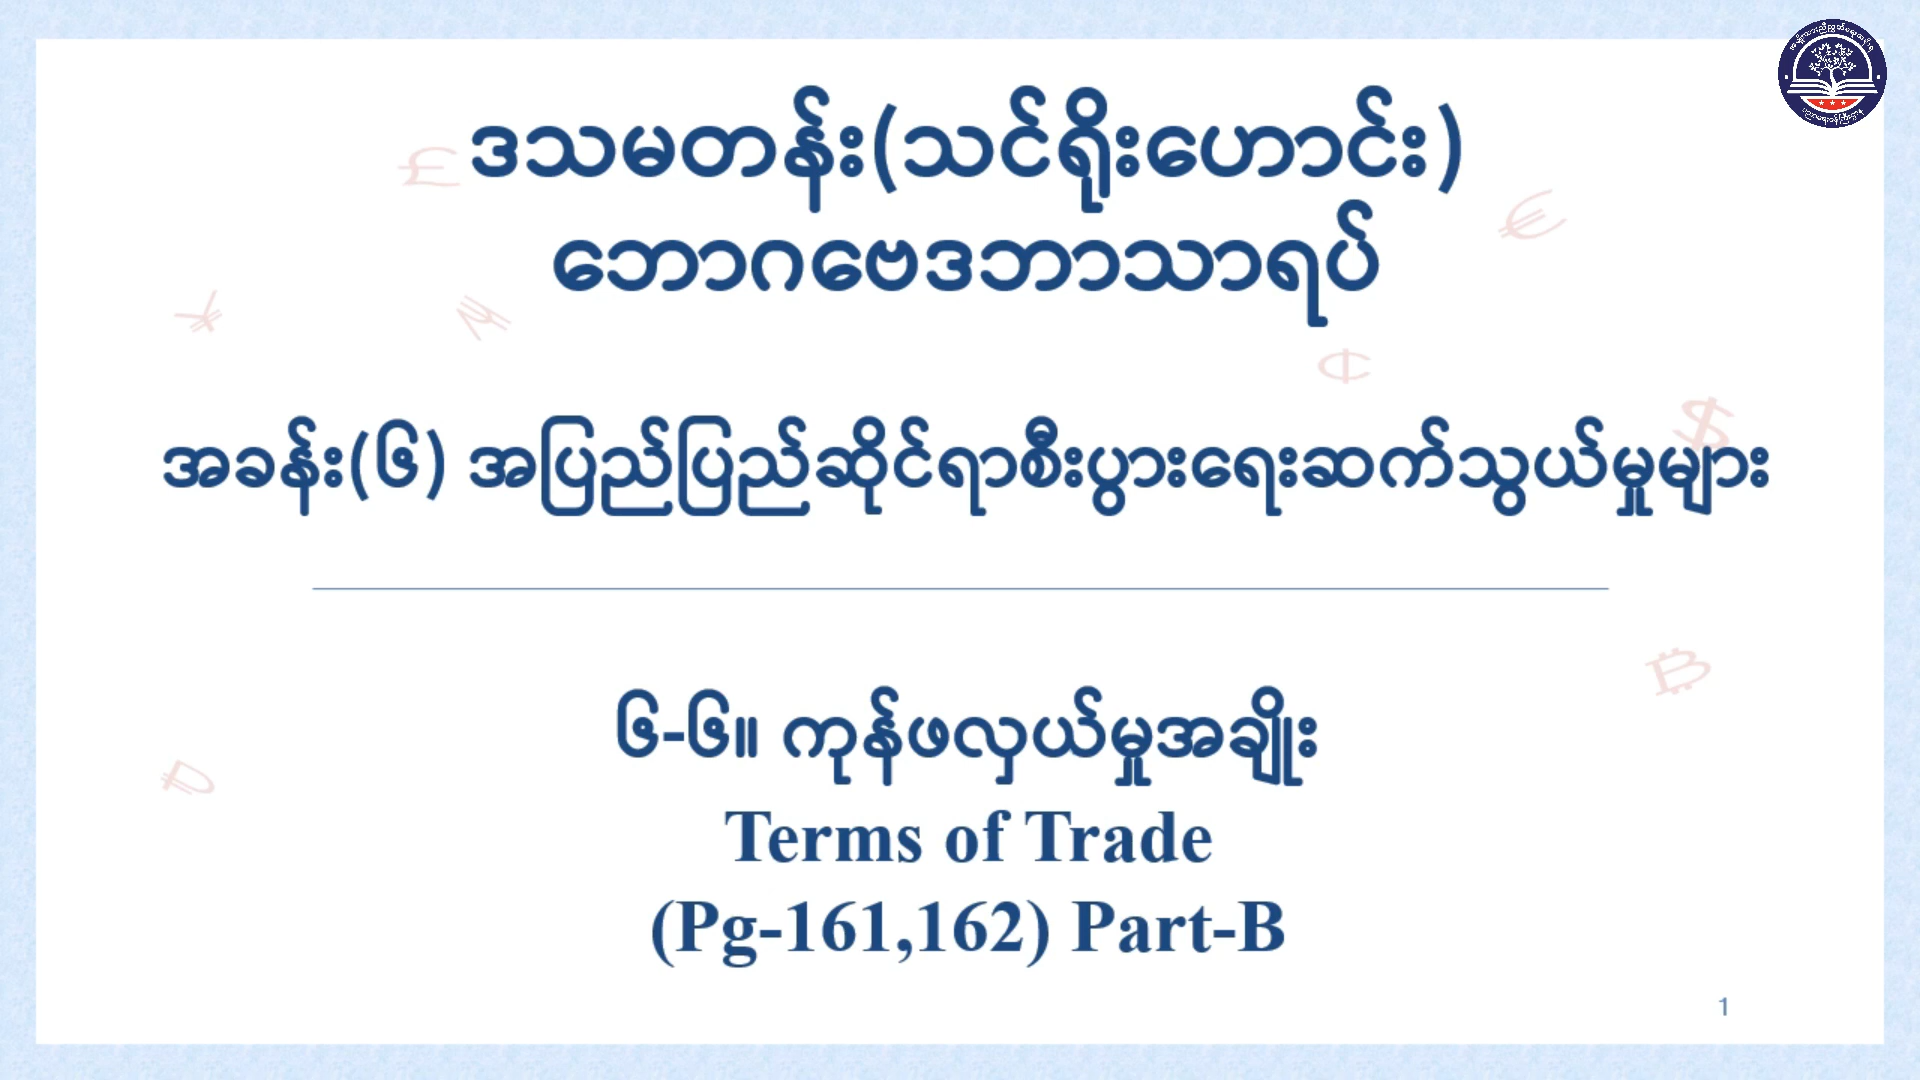 ဒသမတန်း(သင်ရိုးဟောင်း)
ဘောဂဗေဒဘာသာရပ်
အခန်း(၆) အပြည်ပြည်ဆိုင်ရာစီးပွားရေးဆက်သွယ်မှုများ
၆-၆။ ကုန်ဖလှယ်မှုအချိုး
Terms of Trade
(Pg-161,162) Part-B
1